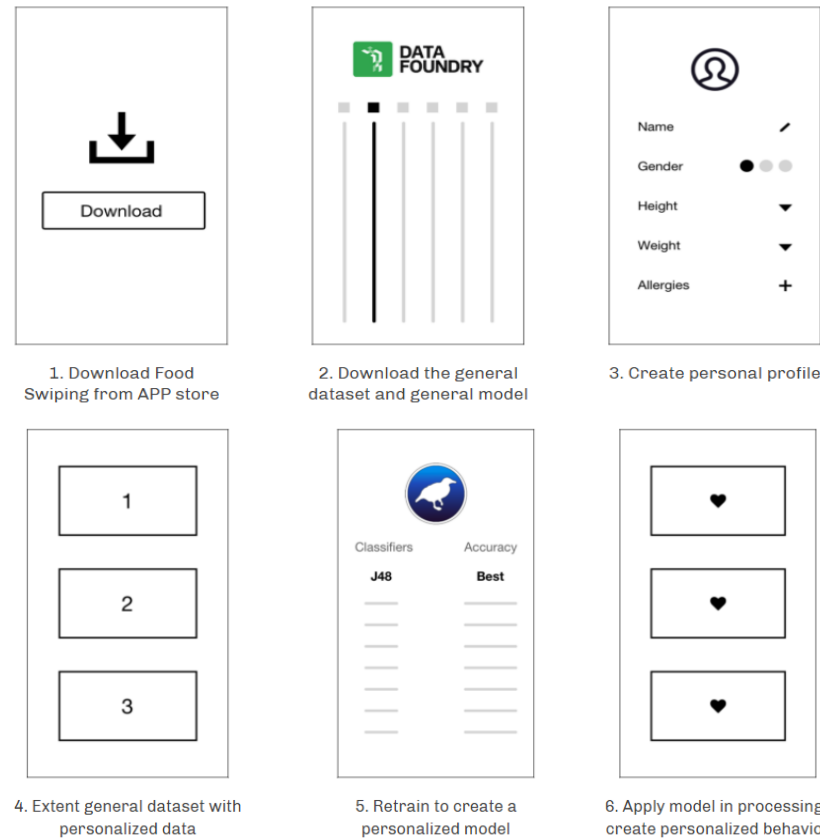 Download
1. Download Food
Swiping from APP store
DATA
FOUNDRY
2. Download the general
dataset and general model
Name
Gender
Height
Weight
Allergies
3. Create personal profile
1
2
3
4. Extent general dataset with
personalized data
Classifiers Accuracy
J48 Best
5. Retrain to create a
personalized model
6. Apply model in processing
create personalized behavio